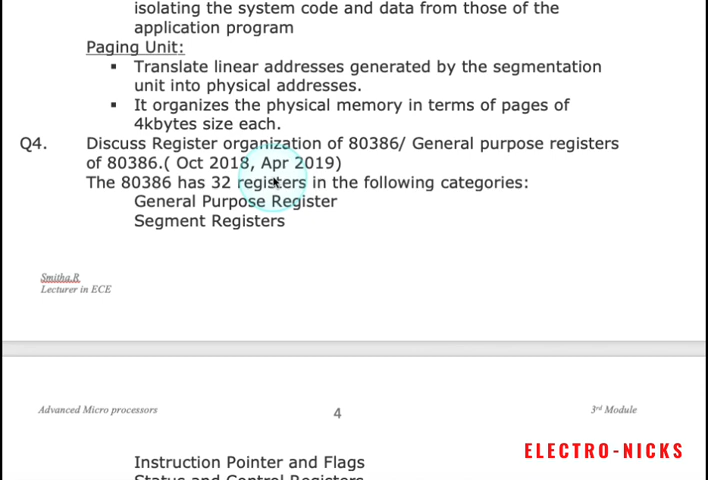 isolating the system code and data from those of the
application program
Paging Unit:
▪ Translate linear addresses generated by the segmentation
unit into physical addresses.
▪ It organizes the physical memory in terms of pages of
4kbytes size each.
Q4. Discuss Register organization of 80386/ General purpose registers
of 80386.( Oct 2018, Apr 2019)
The 80386 has 32 registers in the following categories:
General Purpose Register
Segment Registers
Smitha.R
Lecturer in ECE
Advanced Micro processors 4 3rd Module
ELECTRO-NICKS
Instruction Pointer and Flags
Status and Control Registers